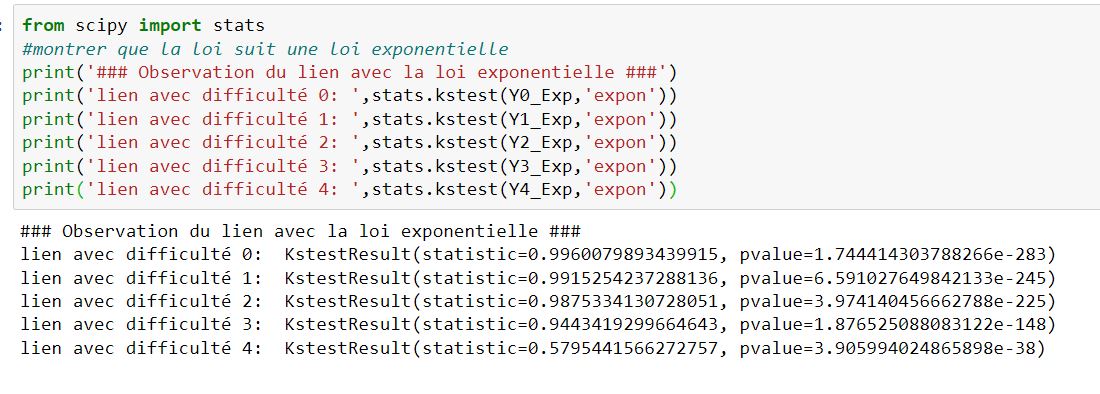 from scipy import stats
#montrer que la loi suit une loi exponentielle
print('### Observation du lien avec la loi exponentielle ###')
print('lien avec difficulté 0: ',stats.kstest(Y0_Exp,'expon'))
print('lien avec difficulté 1: ',stats.kstest(Y1_Exp,'expon'))
print('lien avec difficulté 2: ',stats.kstest(Y2_Exp,'expon'))
print('lien avec difficulté 3: ',stats.kstest(Y3_Exp,'expon'))
print('lien avec difficulté 4: ',stats.kstest(Y4_Exp,'expon'))
### Observation du lien avec la loi exponentielle ###
lien avec difficulté 0:  KstestResult(statistic=0.9960079893439915, pvalue=1.744414303788266e-283)
lien avec difficulté 1:  KstestResult(statistic=0.9915254237288136, pvalue=6.591027649842133e-245)
lien avec difficulté 2:  KstestResult(statistic=0.9875334130728051, pvalue=3.974140456662788e-225)
lien avec difficulté 3:  KstestResult(statistic=0.9443419299664643, pvalue=1.876525088083122e-148)
lien avec difficulté 4:  KstestResult(statistic=0.5795441566272757, pvalue=3.905994024865898e-38)